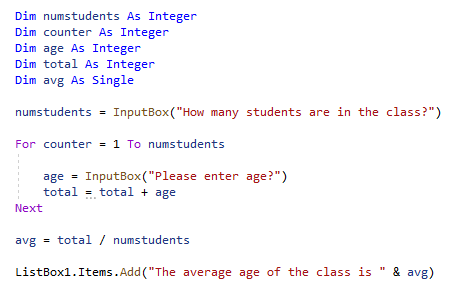 Dim numstudents As Integer
Dim counter As Integer
Dim age As Integer
Dim total As Integer
Dim avg As Single
numstudents = InputBox("How many students are in the class?")
For counter = 1 To numstudents
age = InputBox("Please enter age?")
total = total + age
Next
avg = total / numstudents
ListBox1.Items.Add("The average age of the class is " & avg)